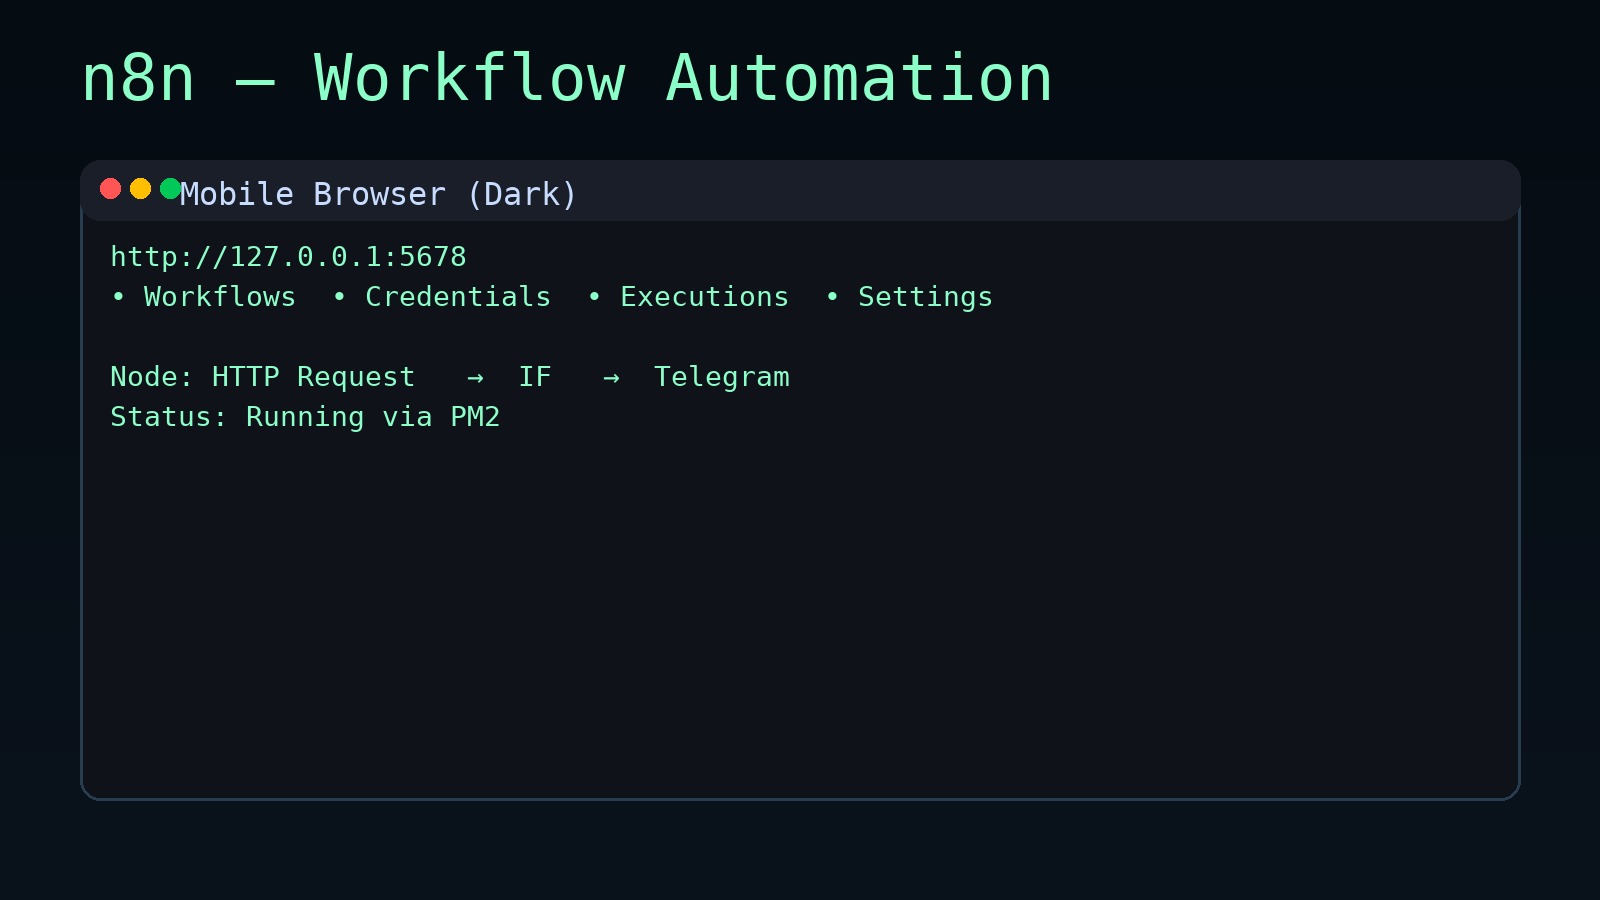 n8n — Workflow Automation
Mobile Browser (Dark)
http://127.0.0.1:5678
• Workflows  • Credentials  • Executions  • Settings
Node: HTTP Request   →  IF   →  Telegram
Status: Running via PM2